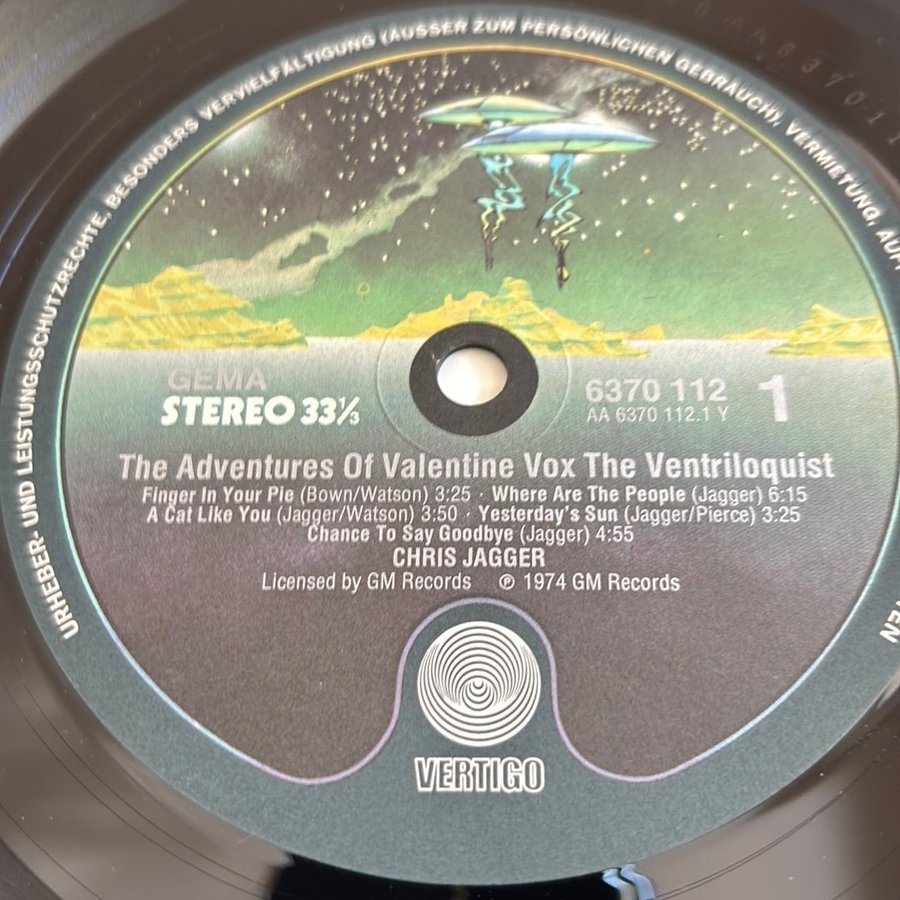 URHEBER- UND LEISTUNGSSCHUTZRECHTE, BESONDERS VERVIELFÄLTIGUNG (AUSSER ZUM PERSÖNLICHEN GEBRAUCH), VERMIETUNG, AUF
GEMA
STEREO 33⅓
6370 112 1
AA 6370 112.1 Y
The Adventures Of Valentine Vox The Ventriloquist
Finger In Your Pie (Bown/Watson) 3:25 · Where Are The People (Jagger) 6:15
A Cat Like You (Jagger/Watson) 3:50 · Yesterday's Sun (Jagger/Pierce) 3:25
Chance To Say Goodbye (Jagger) 4:55
CHRIS JAGGER
Licensed by GM Records ℗ 1974 GM Records
VERTIGO